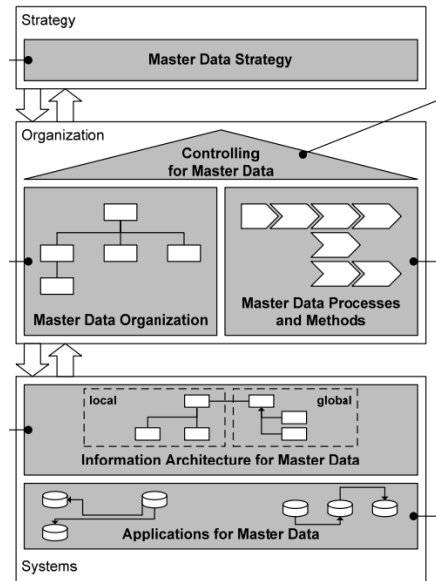 Strategy
Master Data Strategy
Organization
Controlling
for Master Data
Master Data Organization
Master Data Processes
and Methods
local
global
Information Architecture for Master Data
Applications for Master Data
Systems